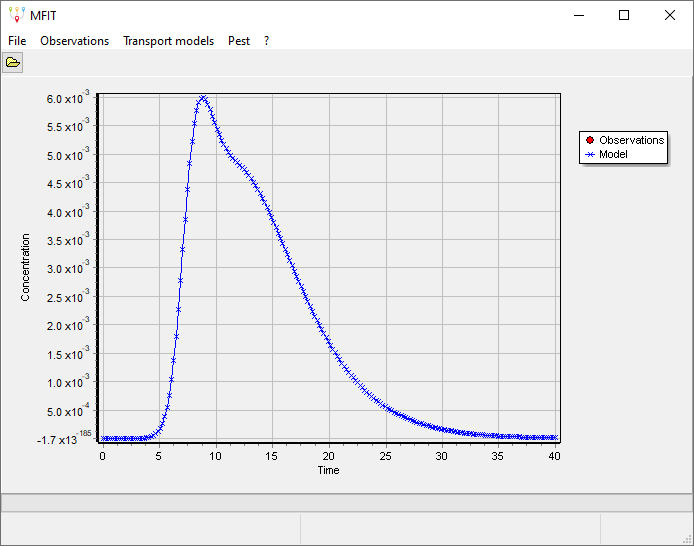 MFIT
File Observations Transport models Pest ?
6.0 x10-3
5.5 x10-3
5.0 x10-3
4.5 x10-3
4.0 x10-3
3.5 x10-3
3.0 x10-3
2.5 x10-3
2.0 x10-3
1.5 x10-3
1.0 x10-3
5.0 x10-4
-1.7 x13-185
Concentration
0 5 10 15 20 25 30 35 40
Time
Observations
Model